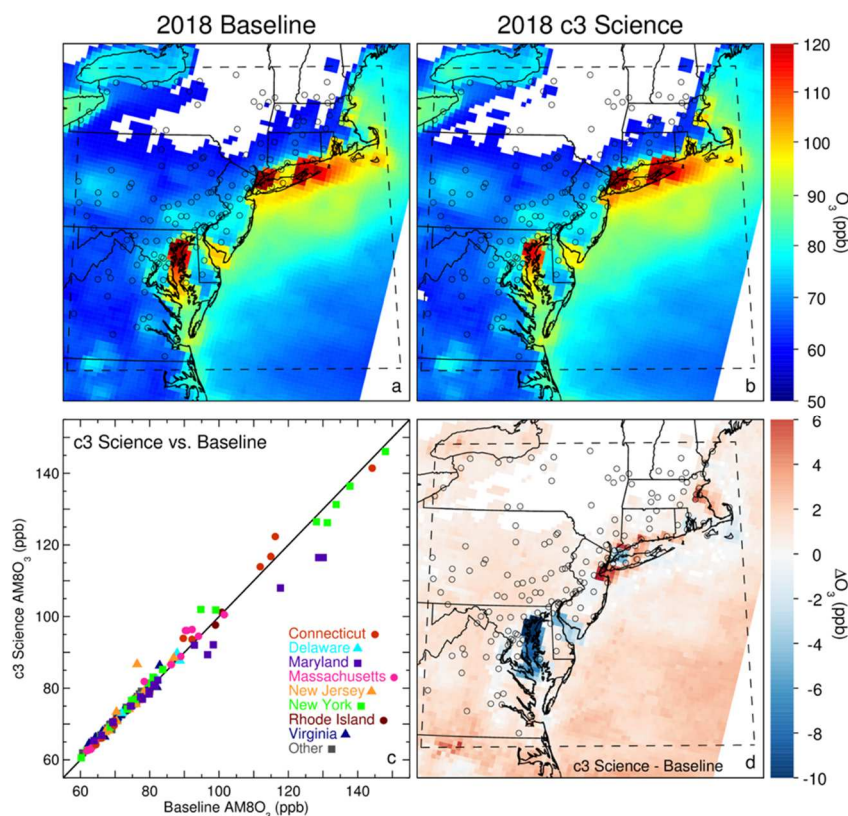 2018 Baseline
2018 c3 Science
120
110
100
90
80
70
60
50
O₃ (ppb)
a
b
c3 Science vs. Baseline
c3 Science AM8O₃ (ppb)
140
120
100
80
60
Connecticut
Delaware
Maryland
Massachusetts
New Jersey
New York
Rhode Island
Virginia
Other
c
60
80
100
120
140
Baseline AM8O₃ (ppb)
6
4
2
0
-2
-4
-6
-8
-10
ΔO₃ (ppb)
c3 Science - Baseline
d